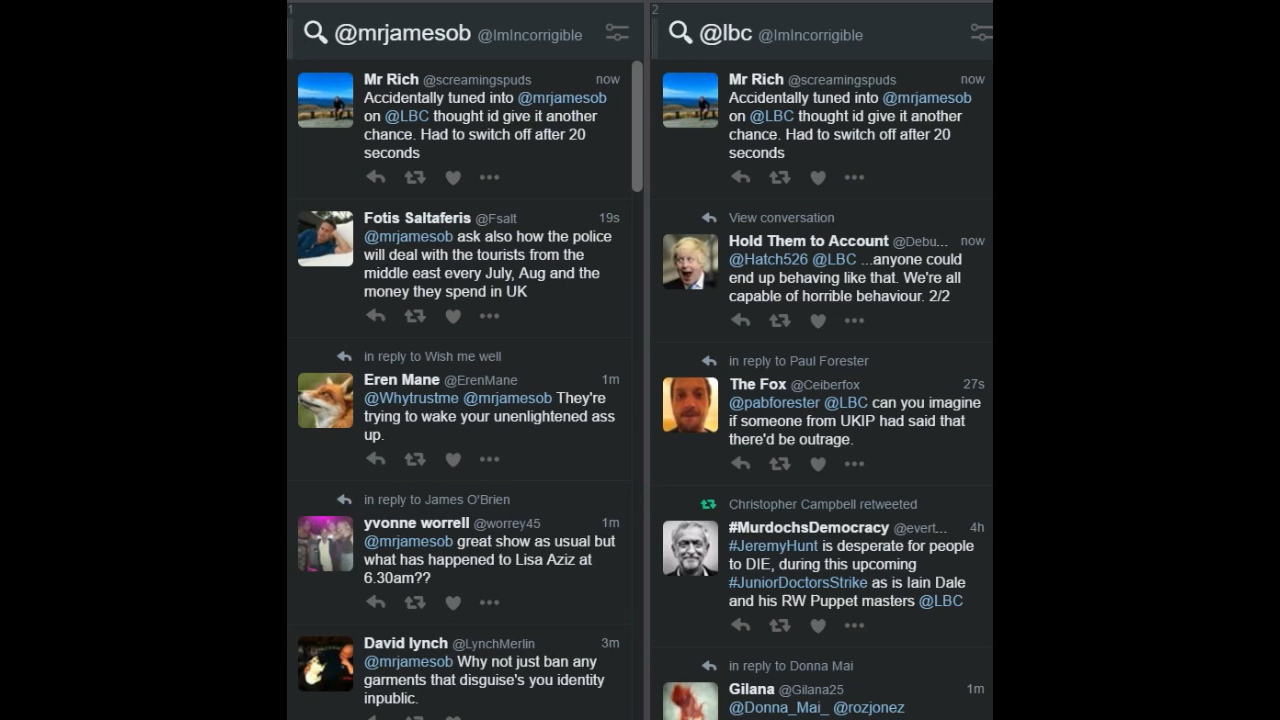 1
@mrjamesob @ImIncorrigible
Mr Rich @screamingspuds now
Accidentally tuned into @mrjamesob
on @LBC thought id give it another
chance. Had to switch off after 20
seconds
Fotis Saltaferis @Fsalt 19s
@mrjamesob ask also how the police
will deal with the tourists from the
middle east every July, Aug and the
money they spend in UK
in reply to Wish me well
Eren Mane @ErenMane 1m
@Whytrustme @mrjamesob They're
trying to wake your unenlightened ass
up.
in reply to James O'Brien
yvonne worrell @worrey45 1m
@mrjamesob great show as usual but
what has happened to Lisa Aziz at
6.30am??
David lynch @LynchMerlin 3m
@mrjamesob Why not just ban any
garments that disguise's you identity
inpublic.
2
@lbc @ImIncorrigible
Mr Rich @screamingspuds now
Accidentally tuned into @mrjamesob
on @LBC thought id give it another
chance. Had to switch off after 20
seconds
View conversation
Hold Them to Account @Debu... now
@Hatch526 @LBC ...anyone could
end up behaving like that. We're all
capable of horrible behaviour. 2/2
in reply to Paul Forester
The Fox @Ceiberfox 27s
@pabforester @LBC can you imagine
if someone from UKIP had said that
there'd be outrage.
Christopher Campbell retweeted
#MurdochsDemocracy @evert... 4h
#JeremyHunt is desperate for people
to DIE, during this upcoming
#JuniorDoctorsStrike as is Iain Dale
and his RW Puppet masters @LBC
in reply to Donna Mai
Gilana @Gilana25 1m
@Donna_Mai_ @rozjonez